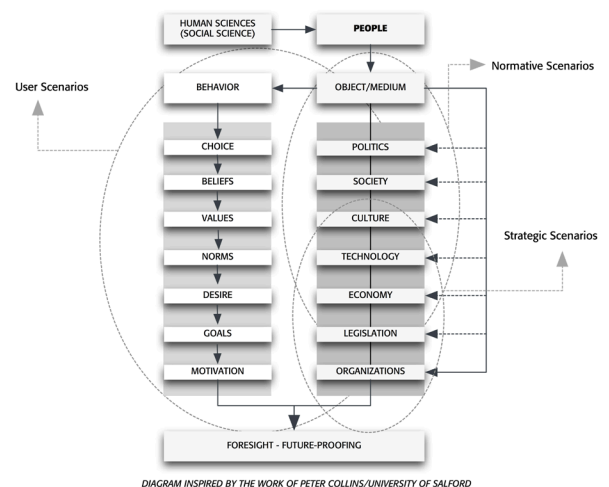 HUMAN SCIENCES
(SOCIAL SCIENCE)
PEOPLE
Normative Scenarios
User Scenarios
BEHAVIOR
OBJECT/MEDIUM
CHOICE
POLITICS
BELIEFS
SOCIETY
VALUES
CULTURE
Strategic Scenarios
NORMS
TECHNOLOGY
DESIRE
ECONOMY
GOALS
LEGISLATION
MOTIVATION
ORGANIZATIONS
FORESIGHT - FUTURE-PROOFING
DIAGRAM INSPIRED BY THE WORK OF PETER COLLINS/UNIVERSITY OF SALFORD